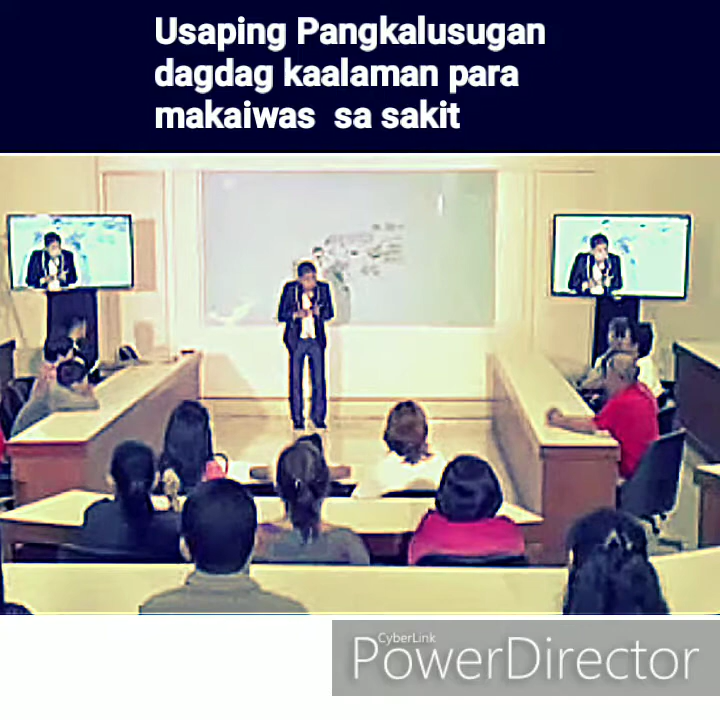 Usaping Pangkalusugan
dagdag kaalaman para
makaiwas  sa sakit
CyberLink
PowerDirector